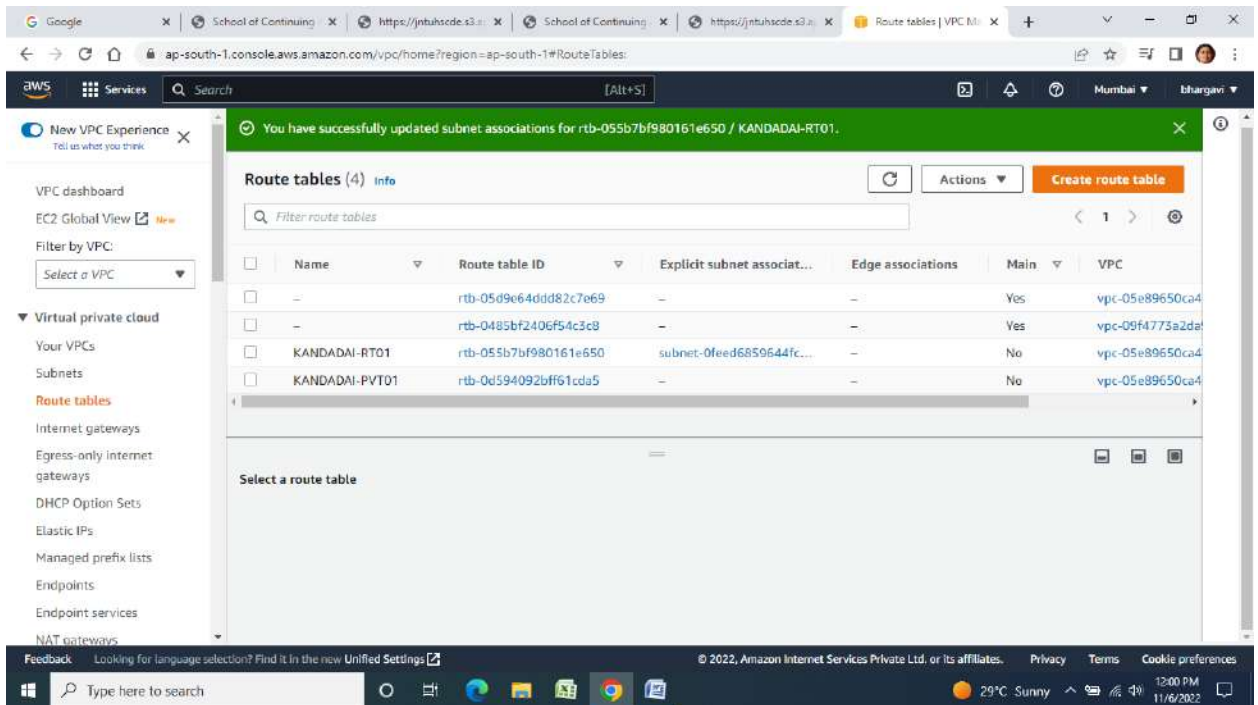 Google
School of Continuing
https://jntuhscde.s3.
School of Continuing
https://jntuhscde.s3.
Route tables | VPC M
ap-south-1.console.aws.amazon.com/vpc/home?region=ap-south-1#RouteTables:
aws
Services
Search
[Alt+S]
Mumbai
bhargavi
New VPC Experience
Tell us what you think
You have successfully updated subnet associations for rtb-055b7bf980161e650 / KANDADAI-RT01.
VPC dashboard
EC2 Global View New
Filter by VPC:
Select a VPC
Virtual private cloud
Your VPCs
Subnets
Route tables
Internet gateways
Egress-only internet
gateways
DHCP Option Sets
Elastic IPs
Managed prefix lists
Endpoints
Endpoint services
NAT gateways
Route tables (4) Info
Actions
Create route table
Filter route tables
1
Name Route table ID Explicit subnet associat... Edge associations Main VPC
– rtb-05d9e64ddd82c7e69 – – Yes vpc-05e89650ca4
– rtb-0485bf2406f54c3c8 – – Yes vpc-09f4773a2da
KANDADAI-RT01 rtb-055b7bf980161e650 subnet-0feed6859644fc... – No vpc-05e89650ca4
KANDADAI-PVT01 rtb-0d594092bff61cda5 – – No vpc-05e89650ca4
Select a route table
Feedback Looking for language selection? Find it in the new Unified Settings © 2022, Amazon Internet Services Private Ltd. or its affiliates. Privacy Terms Cookie preferences
Type here to search
29°C Sunny
12:00 PM
11/6/2022